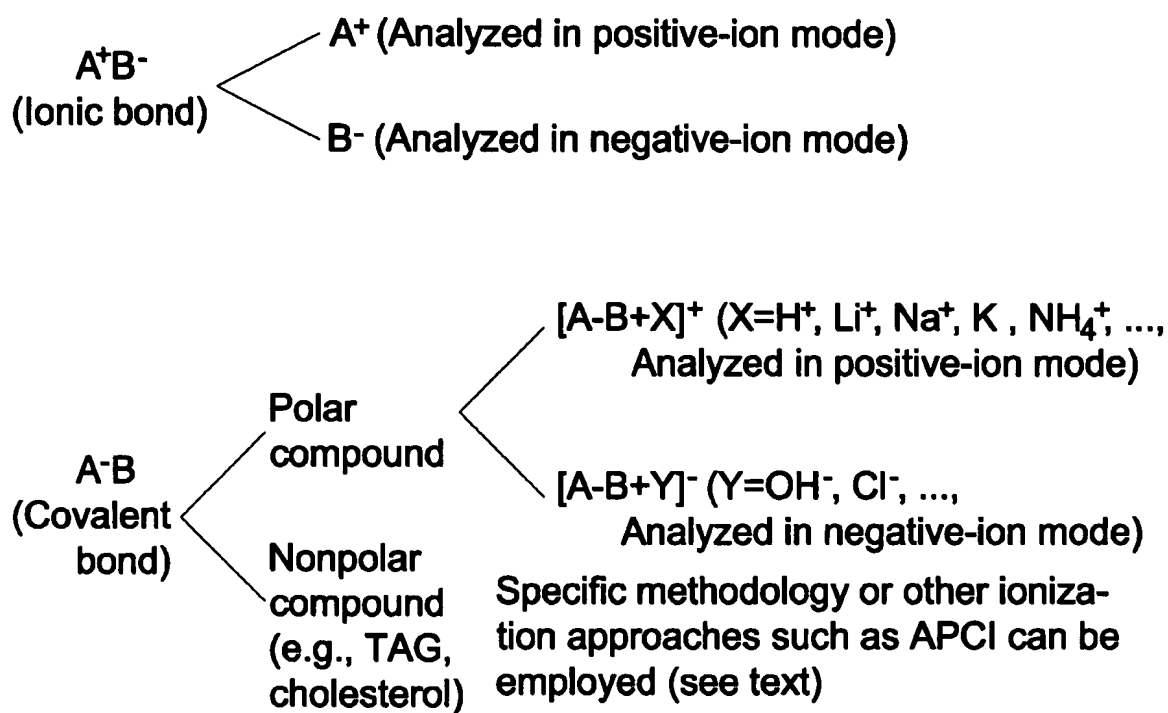 A⁺B⁻
(Ionic bond)
A⁺ (Analyzed in positive-ion mode)
B⁻ (Analyzed in negative-ion mode)
A⁻B
(Covalent
bond)
Polar
compound
[A-B+X]⁺ (X=H⁺, Li⁺, Na⁺, K , NH₄⁺, ...,
Analyzed in positive-ion mode)
[A-B+Y]⁻ (Y=OH⁻, Cl⁻, ...,
Analyzed in negative-ion mode)
Nonpolar
compound
(e.g., TAG,
cholesterol)
Specific methodology or other ioniza-
tion approaches such as APCI can be
employed (see text)